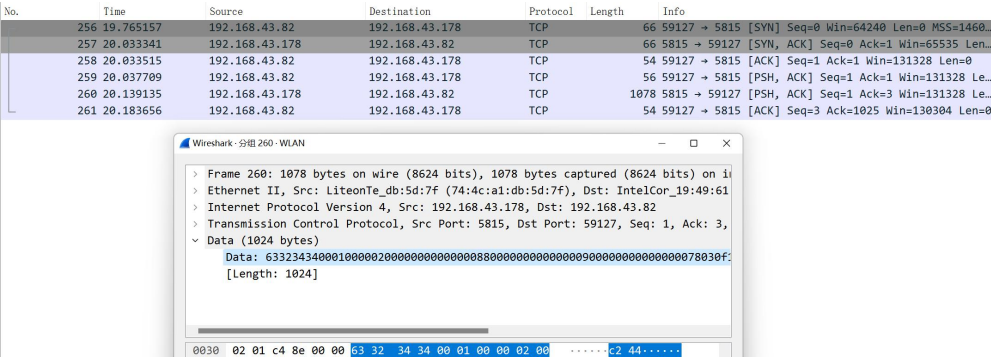 No. Time Source Destination Protocol Length Info
256 19.765157 192.168.43.82 192.168.43.178 TCP 66 59127 → 5815 [SYN] Seq=0 Win=64240 Len=0 MSS=1460…
257 20.033341 192.168.43.178 192.168.43.82 TCP 66 5815 → 59127 [SYN, ACK] Seq=0 Ack=1 Win=65535 Len…
258 20.033515 192.168.43.82 192.168.43.178 TCP 54 59127 → 5815 [ACK] Seq=1 Ack=1 Win=131328 Len=0
259 20.037709 192.168.43.82 192.168.43.178 TCP 56 59127 → 5815 [PSH, ACK] Seq=1 Ack=1 Win=131328 Le…
260 20.139135 192.168.43.178 192.168.43.82 TCP 1078 5815 → 59127 [PSH, ACK] Seq=1 Ack=3 Win=131328 Le…
261 20.183656 192.168.43.82 192.168.43.178 TCP 54 59127 → 5815 [ACK] Seq=3 Ack=1025 Win=130304 Len=0
Wireshark · 分组 260 · WLAN
Frame 260: 1078 bytes on wire (8624 bits), 1078 bytes captured (8624 bits) on
Ethernet II, Src: LiteonTe_db:5d:7f (74:4c:a1:db:5d:7f), Dst: IntelCor_19:49:61
Internet Protocol Version 4, Src: 192.168.43.178, Dst: 192.168.43.82
Transmission Control Protocol, Src Port: 5815, Dst Port: 59127, Seq: 1, Ack: 3,
Data (1024 bytes)
Data:
[Length: 1024]
0030 02 01 c4 8e 00 00 63 32 34 34 00 01 00 00 02 00 ······c2 44······